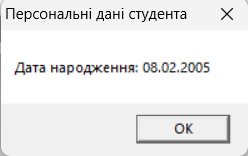 Персональні дані студента
Дата народження: 08.02.2005
OK